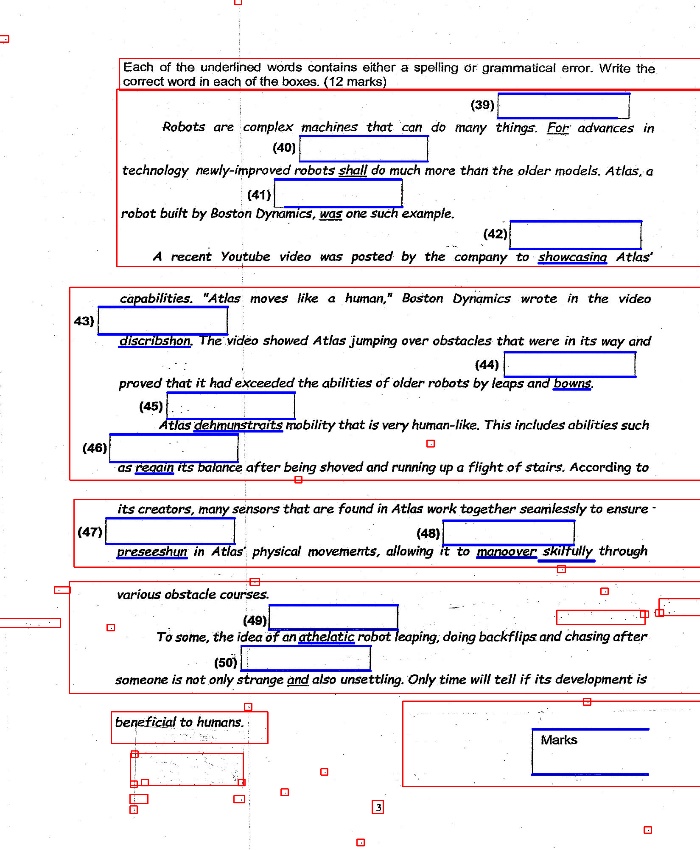 Each of the underlined words contains either a spelling or grammatical error. Write the
correct word in each of the boxes. (12 marks)
(39)
Robots are complex machines that can do many things. For advances in
(40)
technology newly-improved robots shall do much more than the older models. Atlas, a
(41)
robot built by Boston Dynamics, was one such example.
(42)
A recent Youtube video was posted by the company to showcasing Atlas'
capabilities. "Atlas moves like a human," Boston Dynamics wrote in the video
43)
discribshon. The video showed Atlas jumping over obstacles that were in its way and
(44)
proved that it had exceeded the abilities of older robots by leaps and bowns.
(45)
Atlas dehmunstraits mobility that is very human-like. This includes abilities such
(46)
as regain its balance after being shoved and running up a flight of stairs. According to
its creators, many sensors that are found in Atlas work together seamlessly to ensure
(47) (48)
preseeshun in Atlas' physical movements, allowing it to manoover skilfully through
various obstacle courses.
(49)
To some, the idea of an athelatic robot leaping, doing backflips and chasing after
(50)
someone is not only strange and also unsettling. Only time will tell if its development is
beneficial to humans.
Marks
3